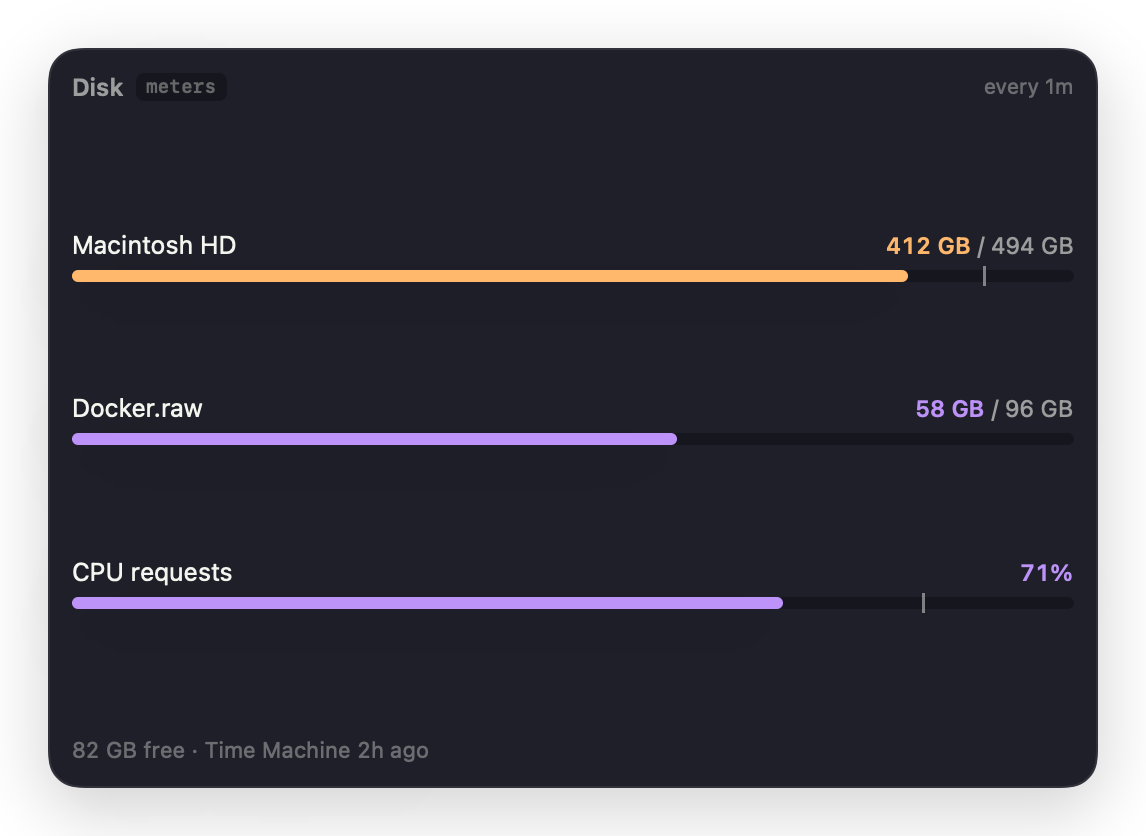 Disk meters every 1m
Macintosh HD 412 GB / 494 GB
Docker.raw 58 GB / 96 GB
CPU requests 71%
82 GB free · Time Machine 2h ago